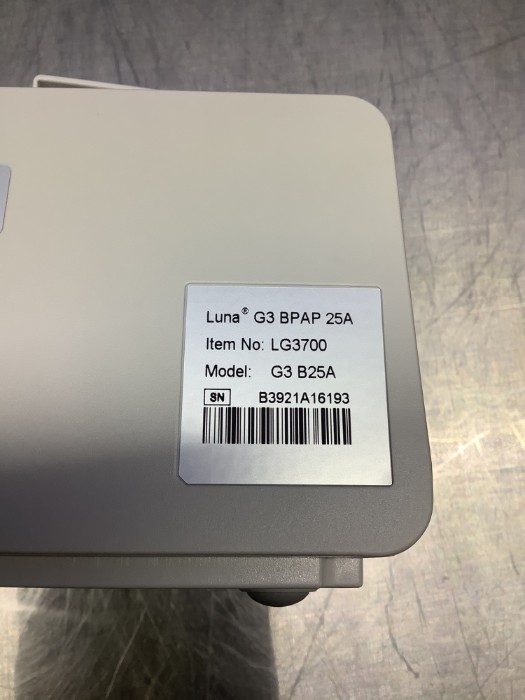 Luna® G3 BPAP 25A
Item No: LG3700
Model: G3 B25A
SN B3921A16193